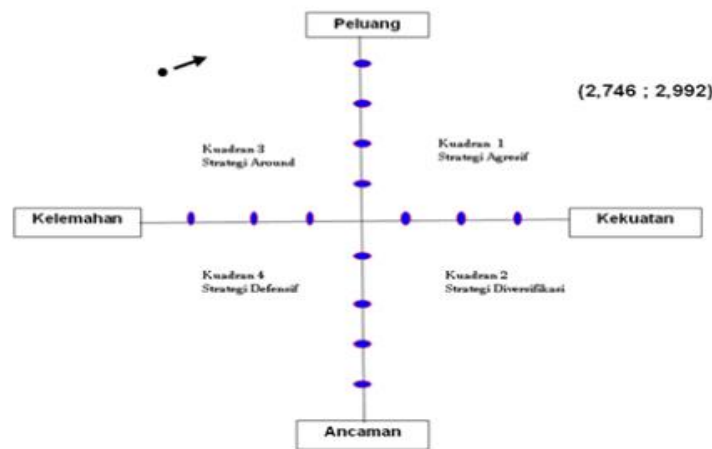 Peluang
(2,746 ; 2,992)
Kuadran 3
Strategi Around
Kuadran 1
Strategi Agresif
Kelemahan
Kekuatan
Kuadran 4
Strategi Defensif
Kuadran 2
Strategi Diversifikasi
Ancaman